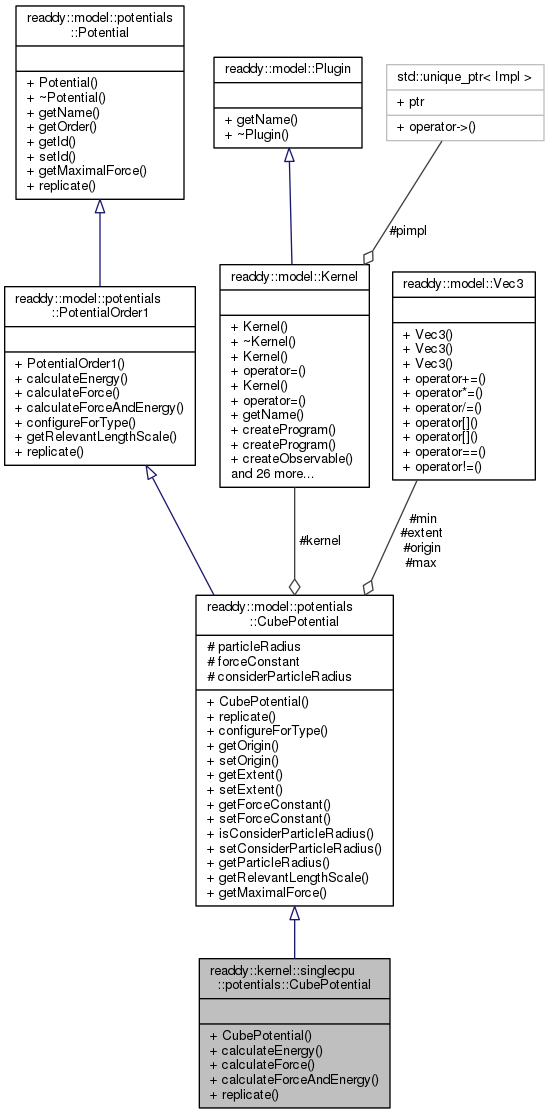 readdy::model::potentials
::Potential
+ Potential()
+ ~Potential()
+ getName()
+ getOrder()
+ getId()
+ setId()
+ getMaximalForce()
+ replicate()
readdy::model::Plugin
+ getName()
+ ~Plugin()
std::unique_ptr< Impl >
+ ptr
+ operator->()
#pimpl
readdy::model::potentials
::PotentialOrder1
+ PotentialOrder1()
+ calculateEnergy()
+ calculateForce()
+ calculateForceAndEnergy()
+ configureForType()
+ getRelevantLengthScale()
+ replicate()
readdy::model::Kernel
+ Kernel()
+ ~Kernel()
+ Kernel()
+ operator=()
+ Kernel()
+ operator=()
+ getName()
+ createProgram()
+ createProgram()
+ createObservable()
and 26 more...
readdy::model::Vec3
+ Vec3()
+ Vec3()
+ Vec3()
+ operator+=()
+ operator*=()
+ operator/=()
+ operator[]()
+ operator[]()
+ operator==()
+ operator!=()
#kernel
#min
#extent
#origin
#max
readdy::model::potentials
::CubePotential
# particleRadius
# forceConstant
# considerParticleRadius
+ CubePotential()
+ replicate()
+ configureForType()
+ getOrigin()
+ setOrigin()
+ getExtent()
+ setExtent()
+ getForceConstant()
+ setForceConstant()
+ isConsiderParticleRadius()
+ setConsiderParticleRadius()
+ getParticleRadius()
+ getRelevantLengthScale()
+ getMaximalForce()
readdy::kernel::singlecpu
::potentials::CubePotential
+ CubePotential()
+ calculateEnergy()
+ calculateForce()
+ calculateForceAndEnergy()
+ replicate()